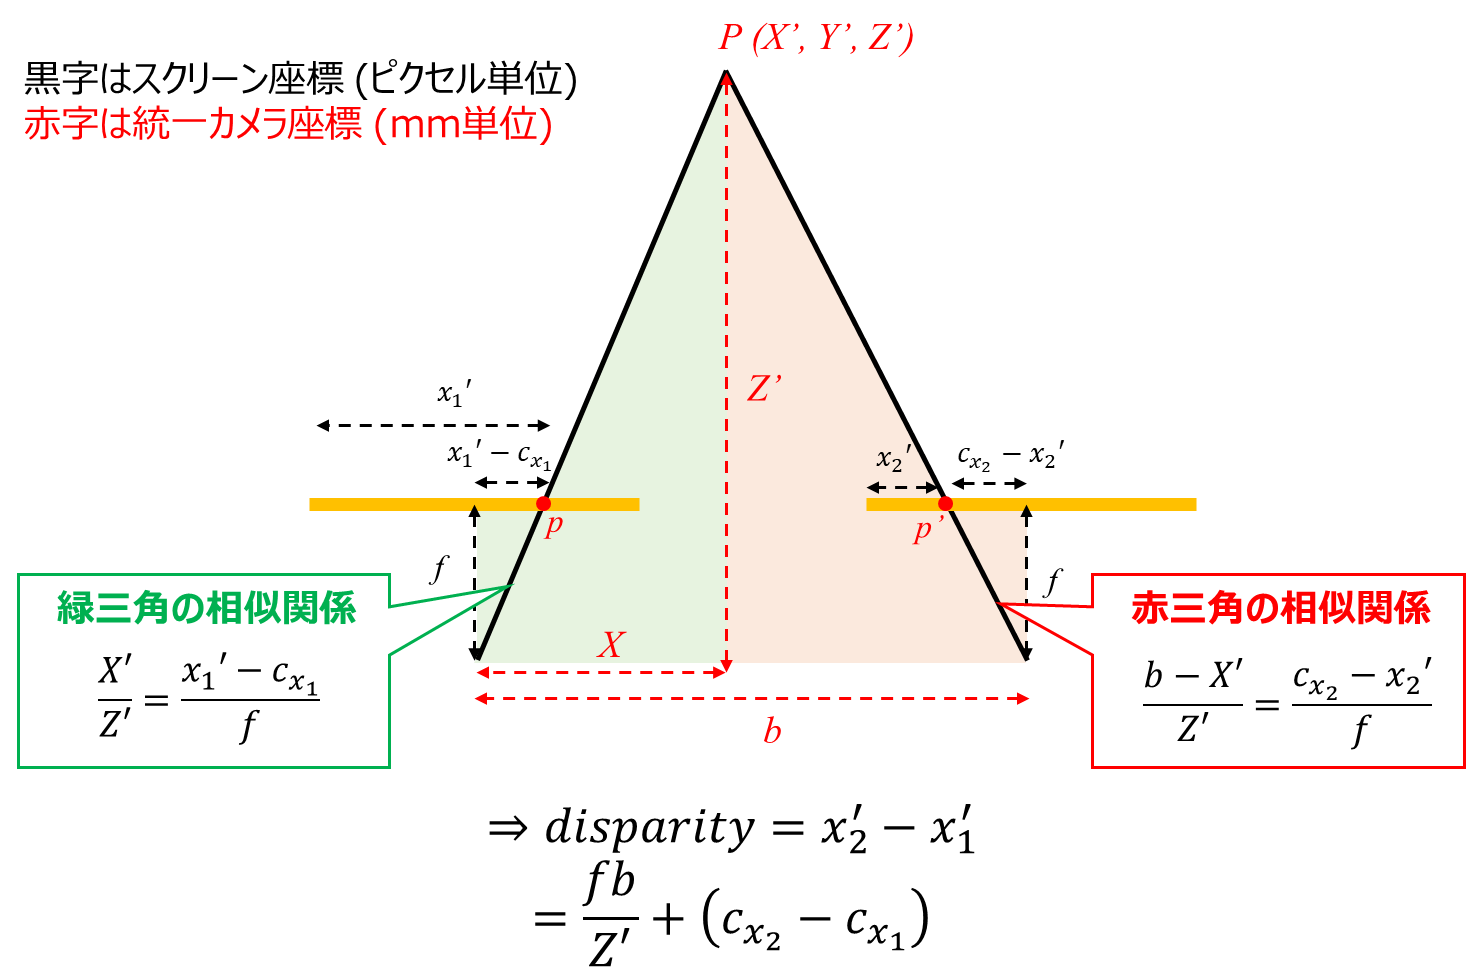 P (X’, Y’, Z’)
黒字はスクリーン座標 (ピクセル単位)
赤字は統一カメラ座標 (mm単位)
Z’
x₁′
x₁′ − cₓ₁
x₂′
cₓ₂ − x₂′
p
p’
f
f
緑三角の相似関係
X′/Z′ = (x₁′ − cₓ₁)/f
赤三角の相似関係
(b − X′)/Z′ = (cₓ₂ − x₂′)/f
X
b
⇒ disparity = x₂′ − x₁′
= fb/Z′ + (cₓ₂ − cₓ₁)